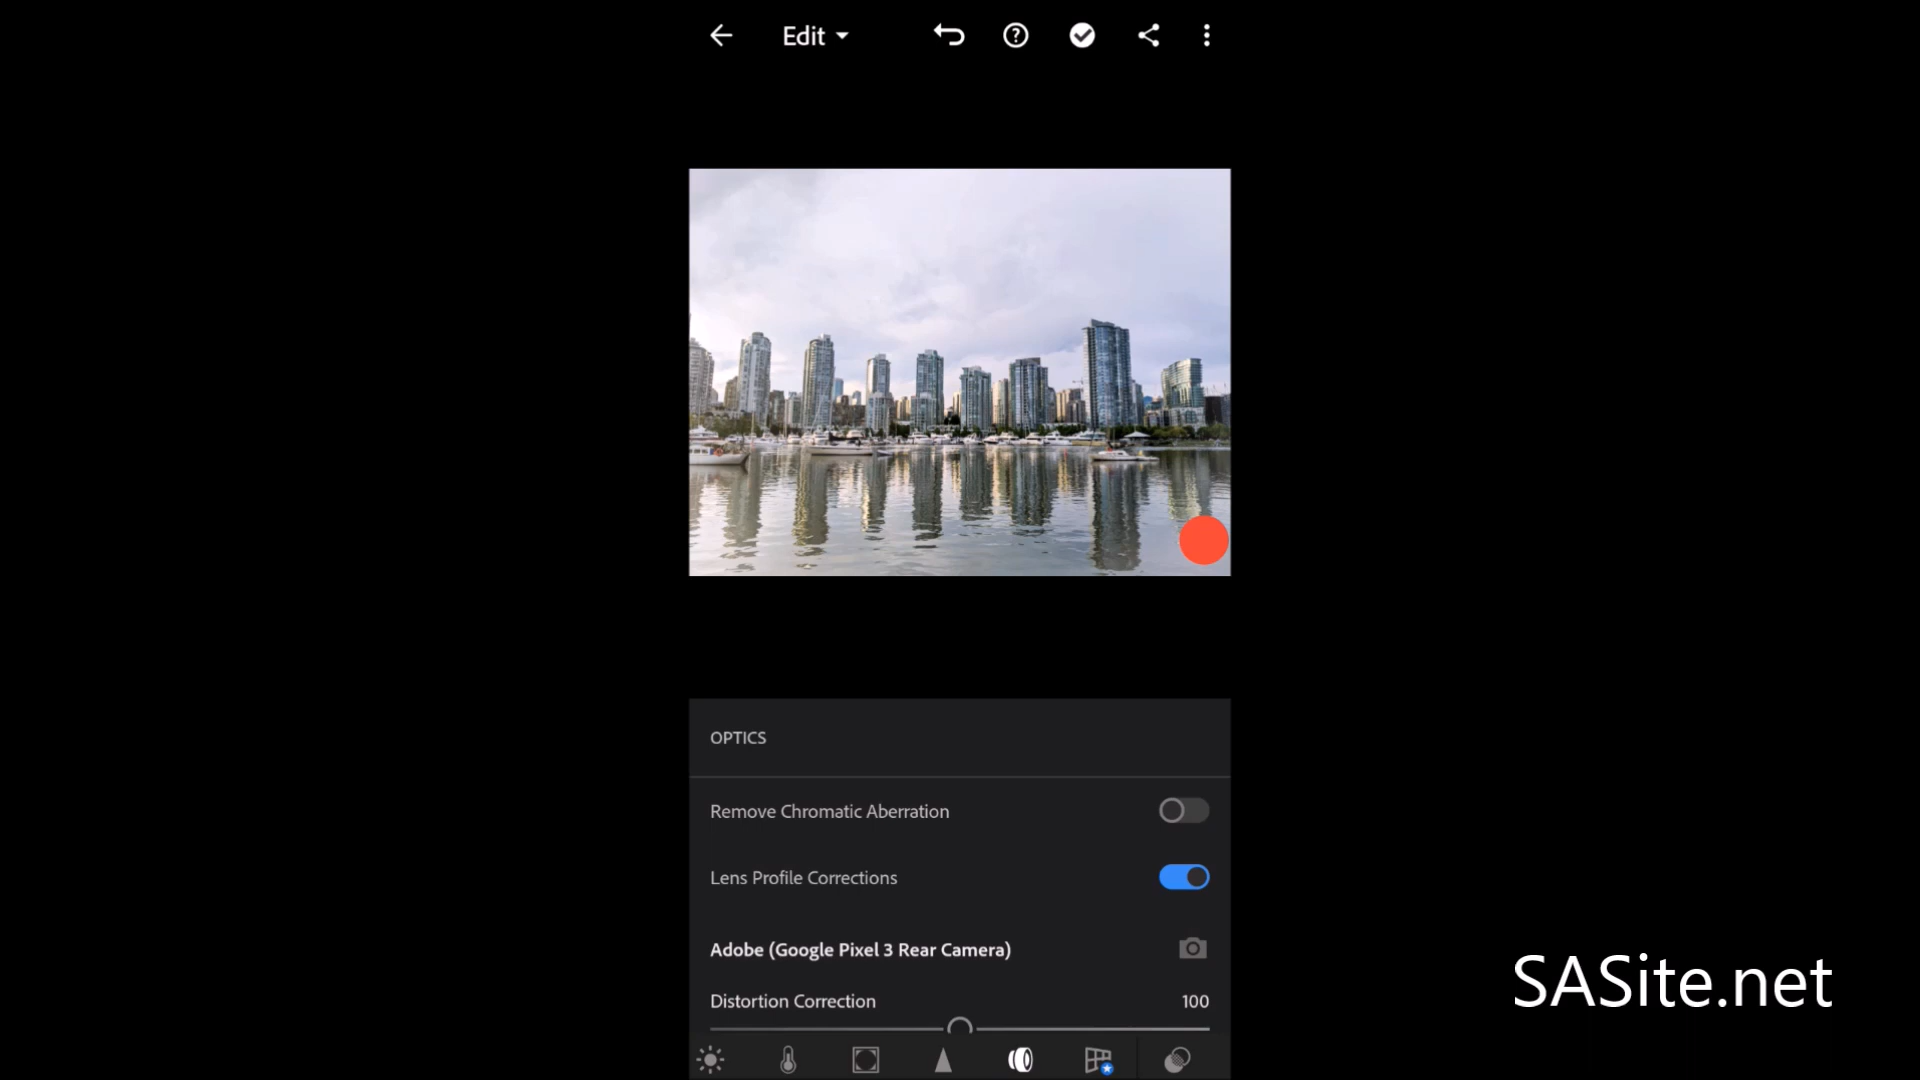 Edit
OPTICS
Remove Chromatic Aberration
Lens Profile Corrections
Adobe (Google Pixel 3 Rear Camera)
Distortion Correction 100
SASite.net